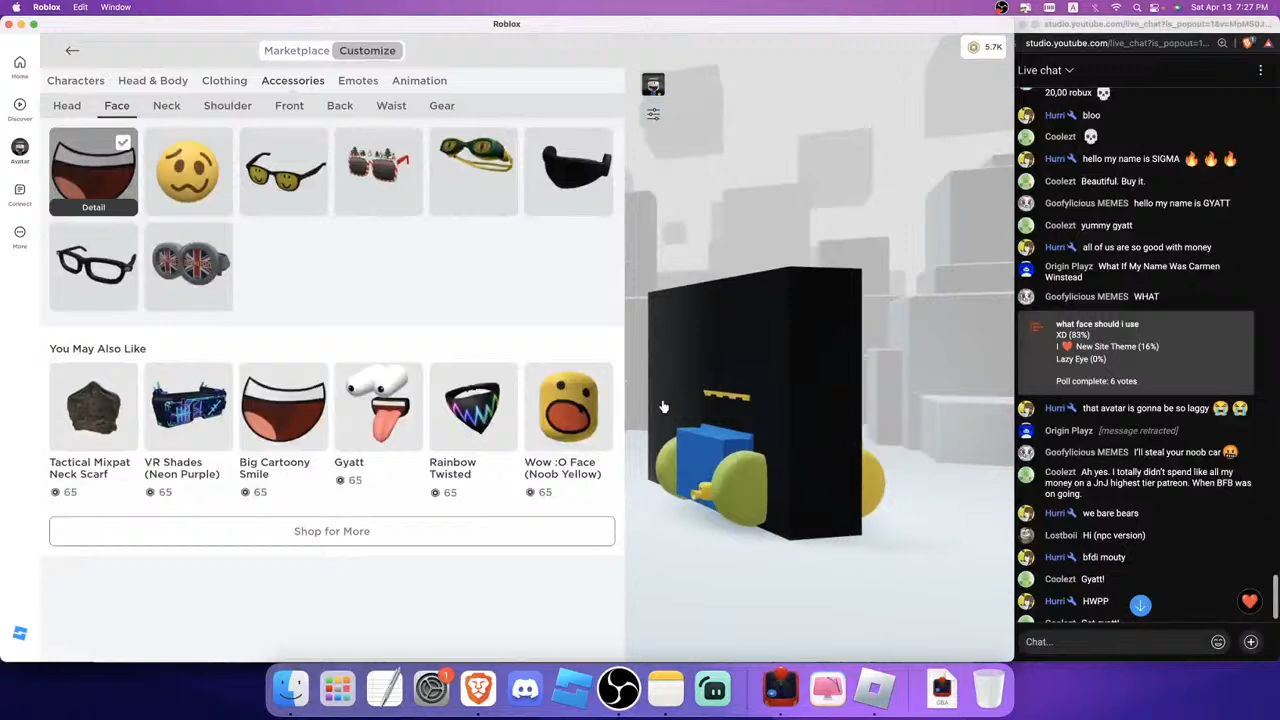 Roblox Edit Window
A
Sat Apr 13 7:27 PM
Roblox
Home
Discover
Avatar
Connect
More
Marketplace Customize
5.7K
Characters Head & Body Clothing Accessories Emotes Animation
Head Face Neck Shoulder Front Back Waist Gear
Detail
You May Also Like
Tactical Mixpat
Neck Scarf
65
VR Shades
(Neon Purple)
65
Big Cartoony
Smile
65
Gyatt
65
Rainbow
Twisted
65
Wow :O Face
(Noob Yellow)
65
Shop for More
studio.youtube.com/live_chat?is_popout=1...
Live chat
20,00 robux
Hurri bloo
Coolezt
Hurri hello my name is SIGMA
Coolezt Beautiful. Buy it.
Goofylicious MEMES hello my name is GYATT
Coolezt yummy gyatt
Hurri all of us are so good with money
Origin Playz What If My Name Was Carmen
Winstead
Goofylicious MEMES WHAT
what face should i use
XD (83%)
I ❤️ New Site Theme (16%)
Lazy Eye (0%)
Poll complete: 6 votes
Hurri that avatar is gonna be so laggy 😭 😭
Origin Playz [message retracted]
Goofylicious MEMES I'll steal your noob car 🤬
Coolezt Ah yes. I totally didn't spend like all my
money on a JnJ highest tier patreon. When BFB was
on going.
Hurri we bare bears
Lostboii Hi (npc version)
Hurri bfdi mouty
Coolezt Gyatt!
Hurri HWPP
Chat...
1
GBA